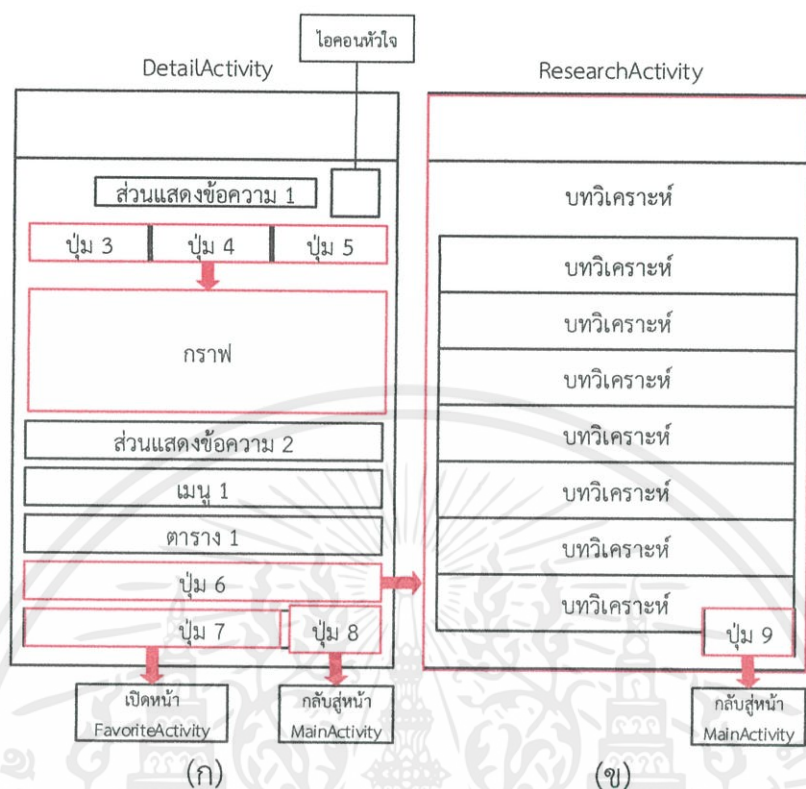 ไอคอนหัวใจ
DetailActivity
ResearchActivity
ส่วนแสดงข้อความ 1
บทวิเคราะห์
ปุ่ม 3
ปุ่ม 4
ปุ่ม 5
กราฟ
ส่วนแสดงข้อความ 2
เมนู 1
ตาราง 1
ปุ่ม 6
ปุ่ม 7
ปุ่ม 8
บทวิเคราะห์
บทวิเคราะห์
บทวิเคราะห์
บทวิเคราะห์
บทวิเคราะห์
บทวิเคราะห์
บทวิเคราะห์
ปุ่ม 9
เปิดหน้า
FavoriteActivity
กลับสู่หน้า
MainActivity
กลับสู่หน้า
MainActivity
(ก)
(ข)